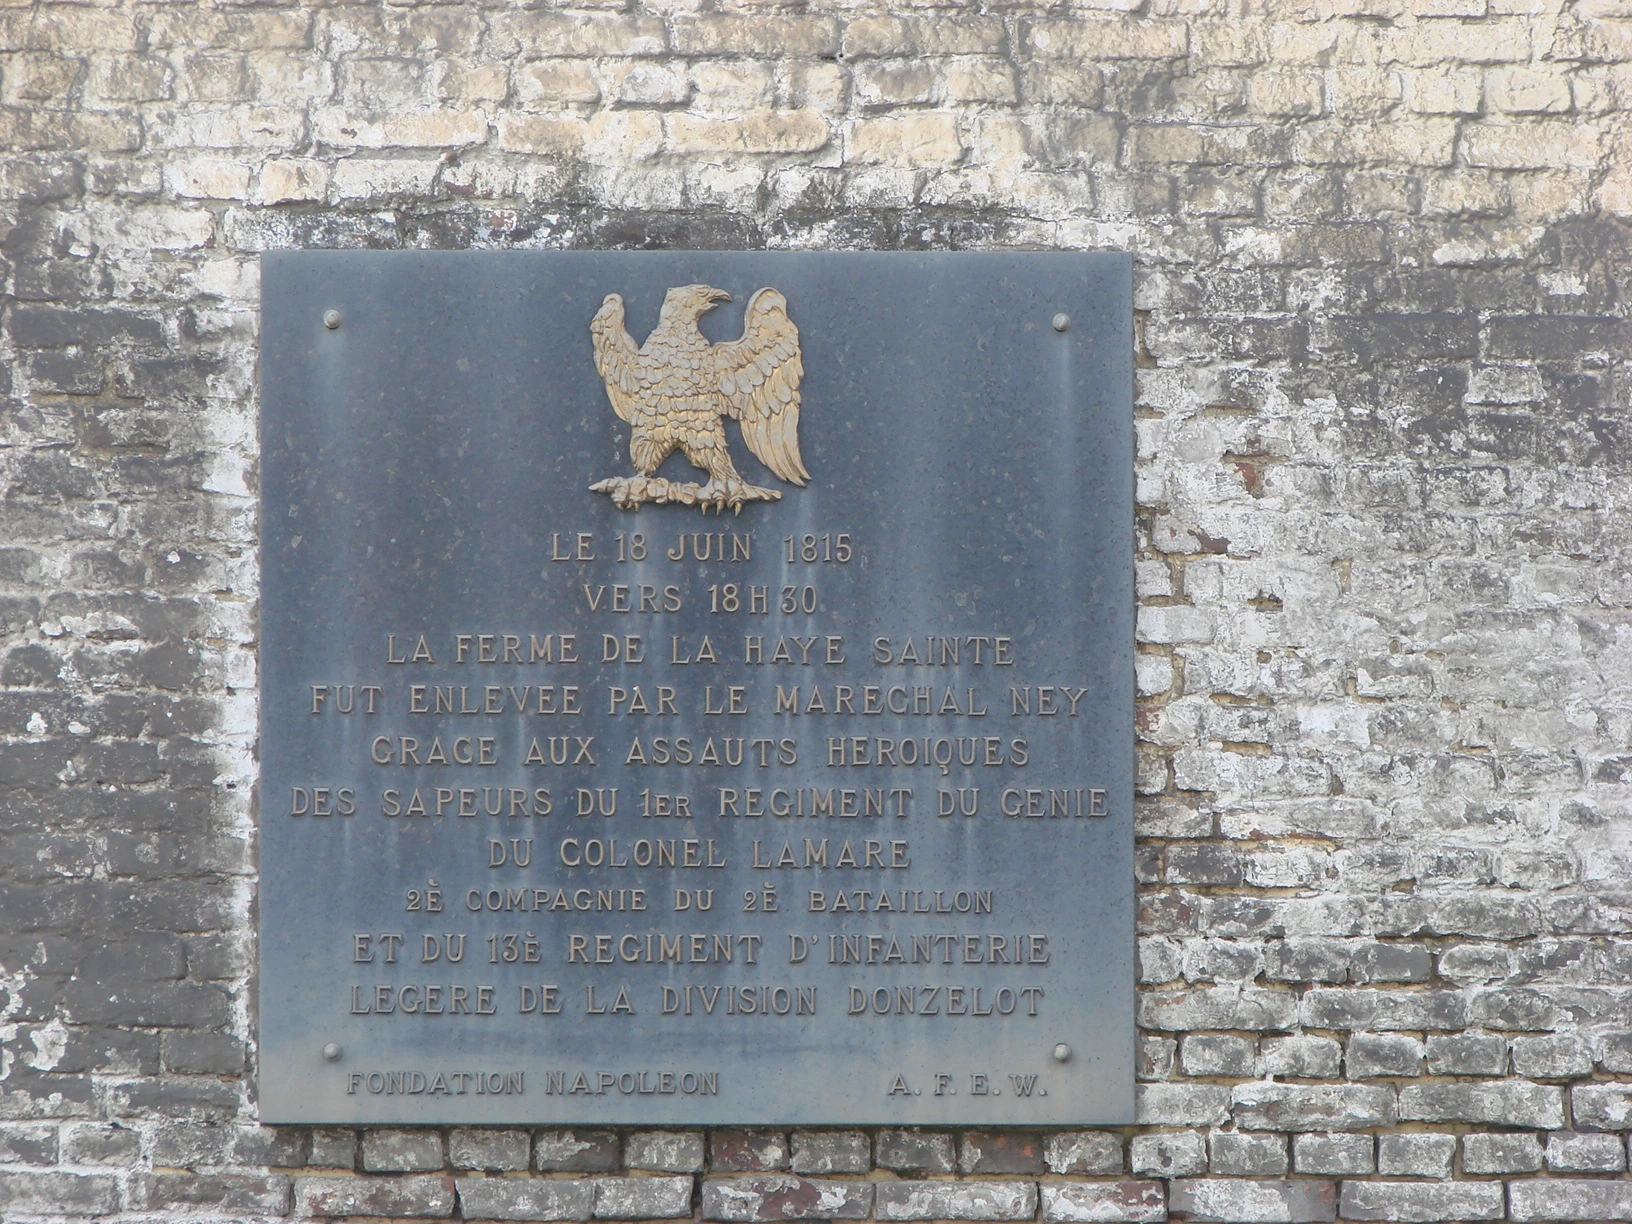 LE 18 JUIN 1815
VERS 18 H 30
LA FERME DE LA HAYE SAINTE
FUT ENLEVEE PAR LE MARECHAL NEY
GRACE AUX ASSAUTS HEROIQUES
DES SAPEURS DU 1ER REGIMENT DU GENIE
DU COLONEL LAMARE
2È COMPAGNIE DU 2È BATAILLON
ET DU 13È REGIMENT D'INFANTERIE
LEGERE DE LA DIVISION DONZELOT
FONDATION NAPOLEON A. F. E. W.